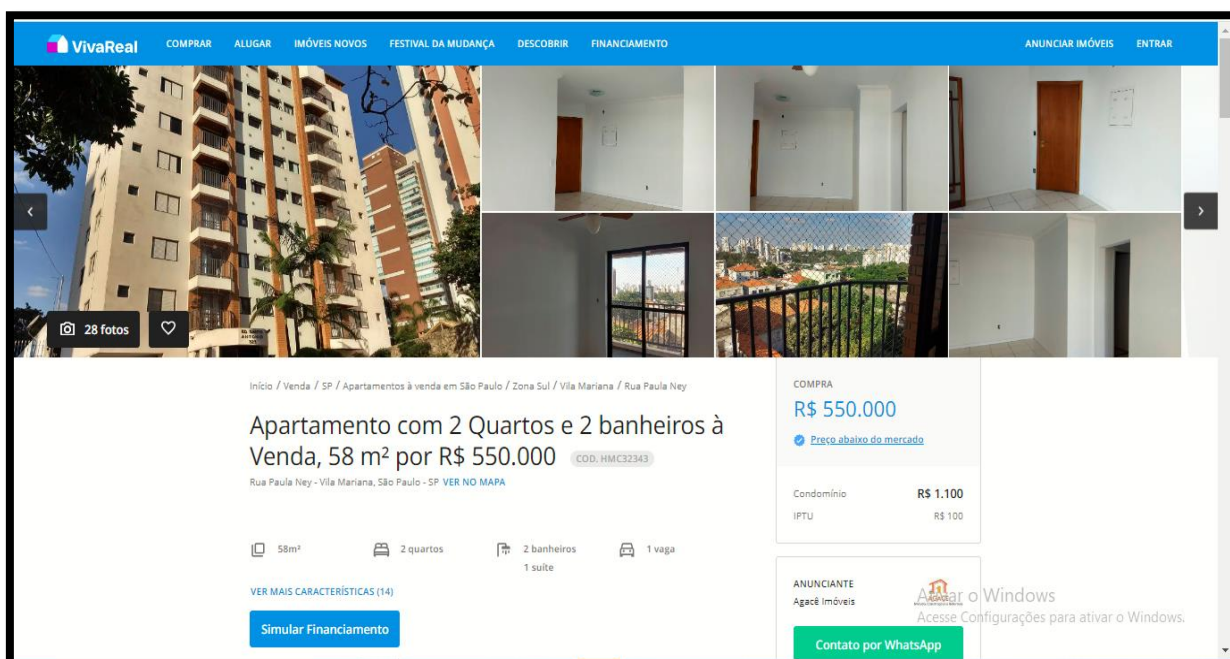 VivaReal COMPRAR ALUGAR IMÓVEIS NOVOS FESTIVAL DA MUDANÇA DESCOBRIR FINANCIAMENTO ANUNCIAR IMÓVEIS ENTRAR
28 fotos
Início / Venda / SP / Apartamentos à venda em São Paulo / Zona Sul / Vila Mariana / Rua Paula Ney
Apartamento com 2 Quartos e 2 banheiros à
Venda, 58 m² por R$ 550.000 COD. HMC32343
Rua Paula Ney - Vila Mariana, São Paulo - SP VER NO MAPA
58m² 2 quartos 2 banheiros 1 vaga
1 suíte
VER MAIS CARACTERÍSTICAS (14)
Simular Financiamento
COMPRA
R$ 550.000
Preço abaixo do mercado
Condomínio R$ 1.100
IPTU R$ 100
ANUNCIANTE
Agacê Imóveis
Contato por WhatsApp
Ativar o Windows
Acesse Configurações para ativar o Windows.